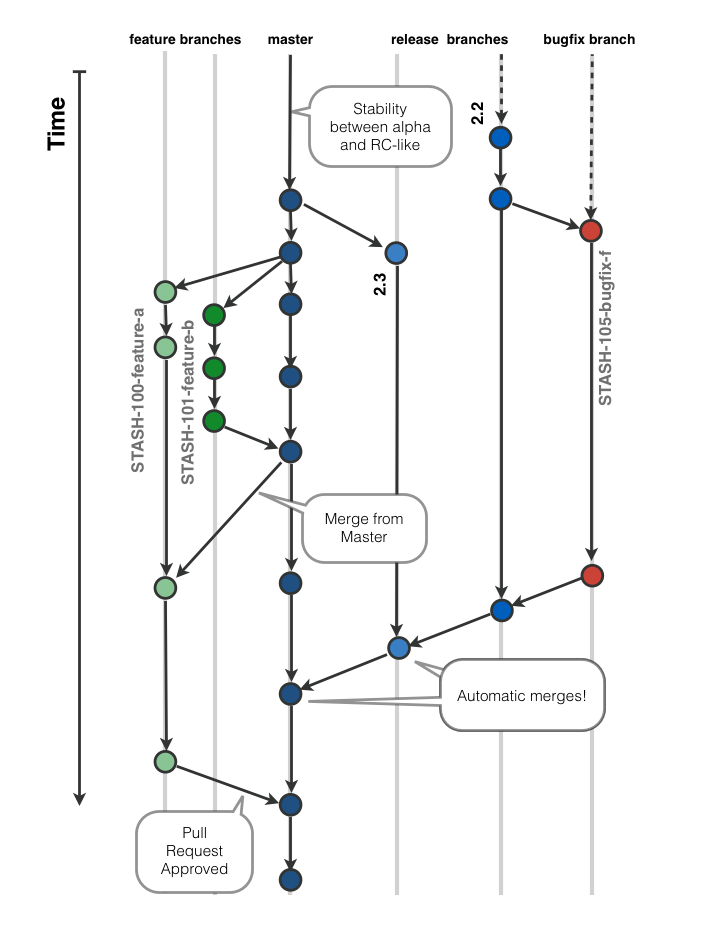 feature branches
master
release branches
bugfix branch
Time
Stability
between alpha
and RC-like
2.2
2.3
STASH-100-feature-a
STASH-101-feature-b
STASH-105-bugfix-f
Merge from
Master
Automatic merges!
Pull
Request
Approved